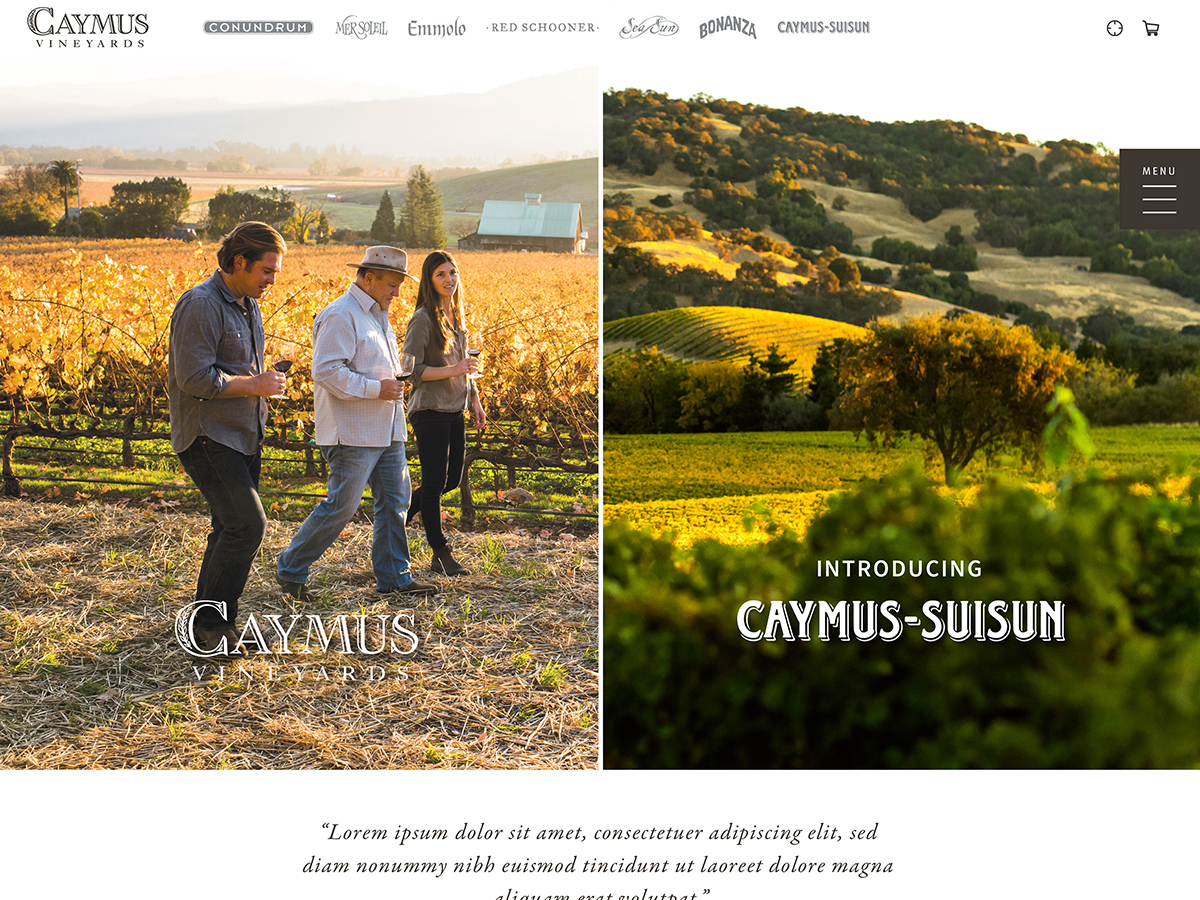 CAYMUS
VINEYARDS
CONUNDRUM
MER SOLEIL
Emmolo
·RED SCHOONER·
Sea Sun
BONANZA
CAYMUS-SUISUN
MENU
CAYMUS
VINEYARDS
INTRODUCING
CAYMUS-SUISUN
“Lorem ipsum dolor sit amet, consectetuer adipiscing elit, sed
diam nonummy nibh euismod tincidunt ut laoreet dolore magna
aliquam erat volutpat.”